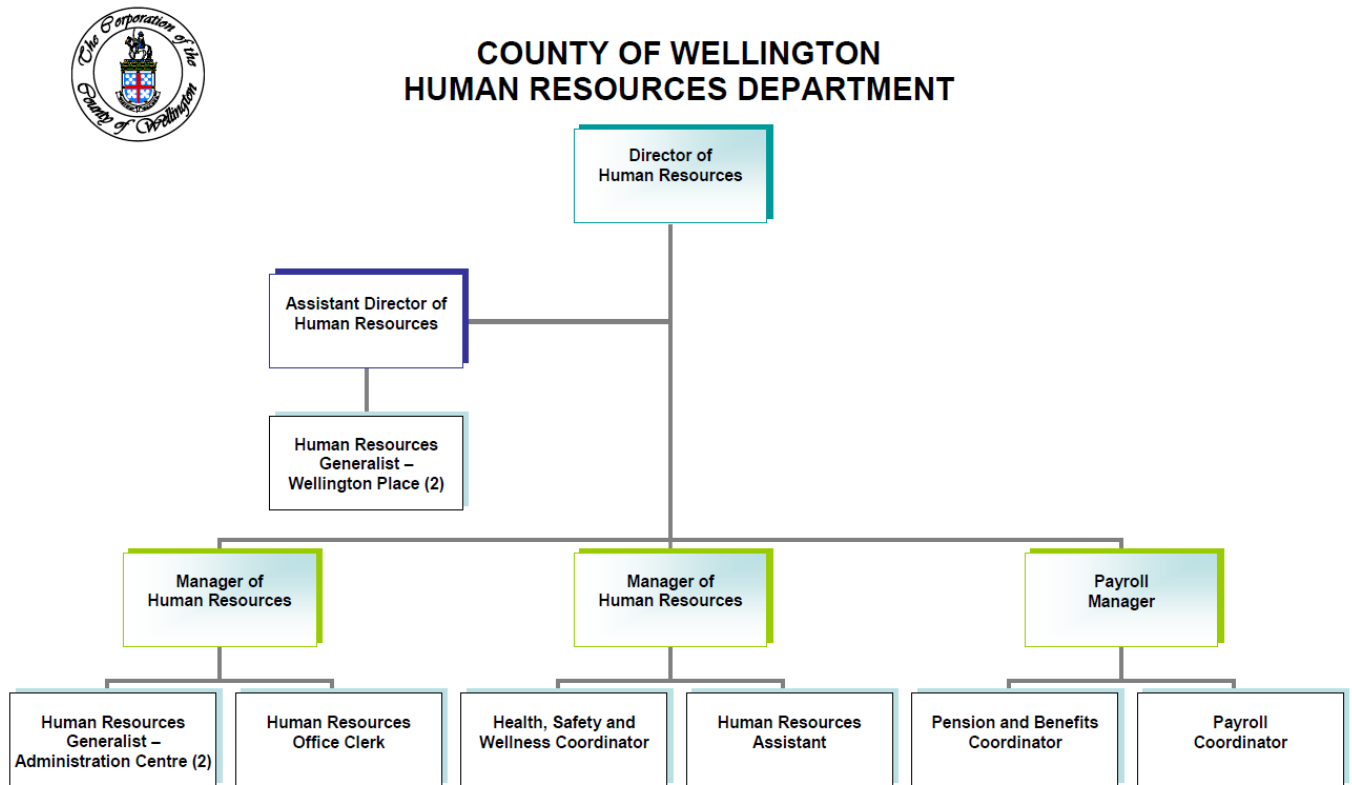 The Corporation of the
County of Wellington
COUNTY OF WELLINGTON
HUMAN RESOURCES DEPARTMENT
Director of
Human Resources
Assistant Director of
Human Resources
Human Resources
Generalist –
Wellington Place (2)
Manager of
Human Resources
Manager of
Human Resources
Payroll
Manager
Human Resources
Generalist –
Administration Centre (2)
Human Resources
Office Clerk
Health, Safety and
Wellness Coordinator
Human Resources
Assistant
Pension and Benefits
Coordinator
Payroll
Coordinator